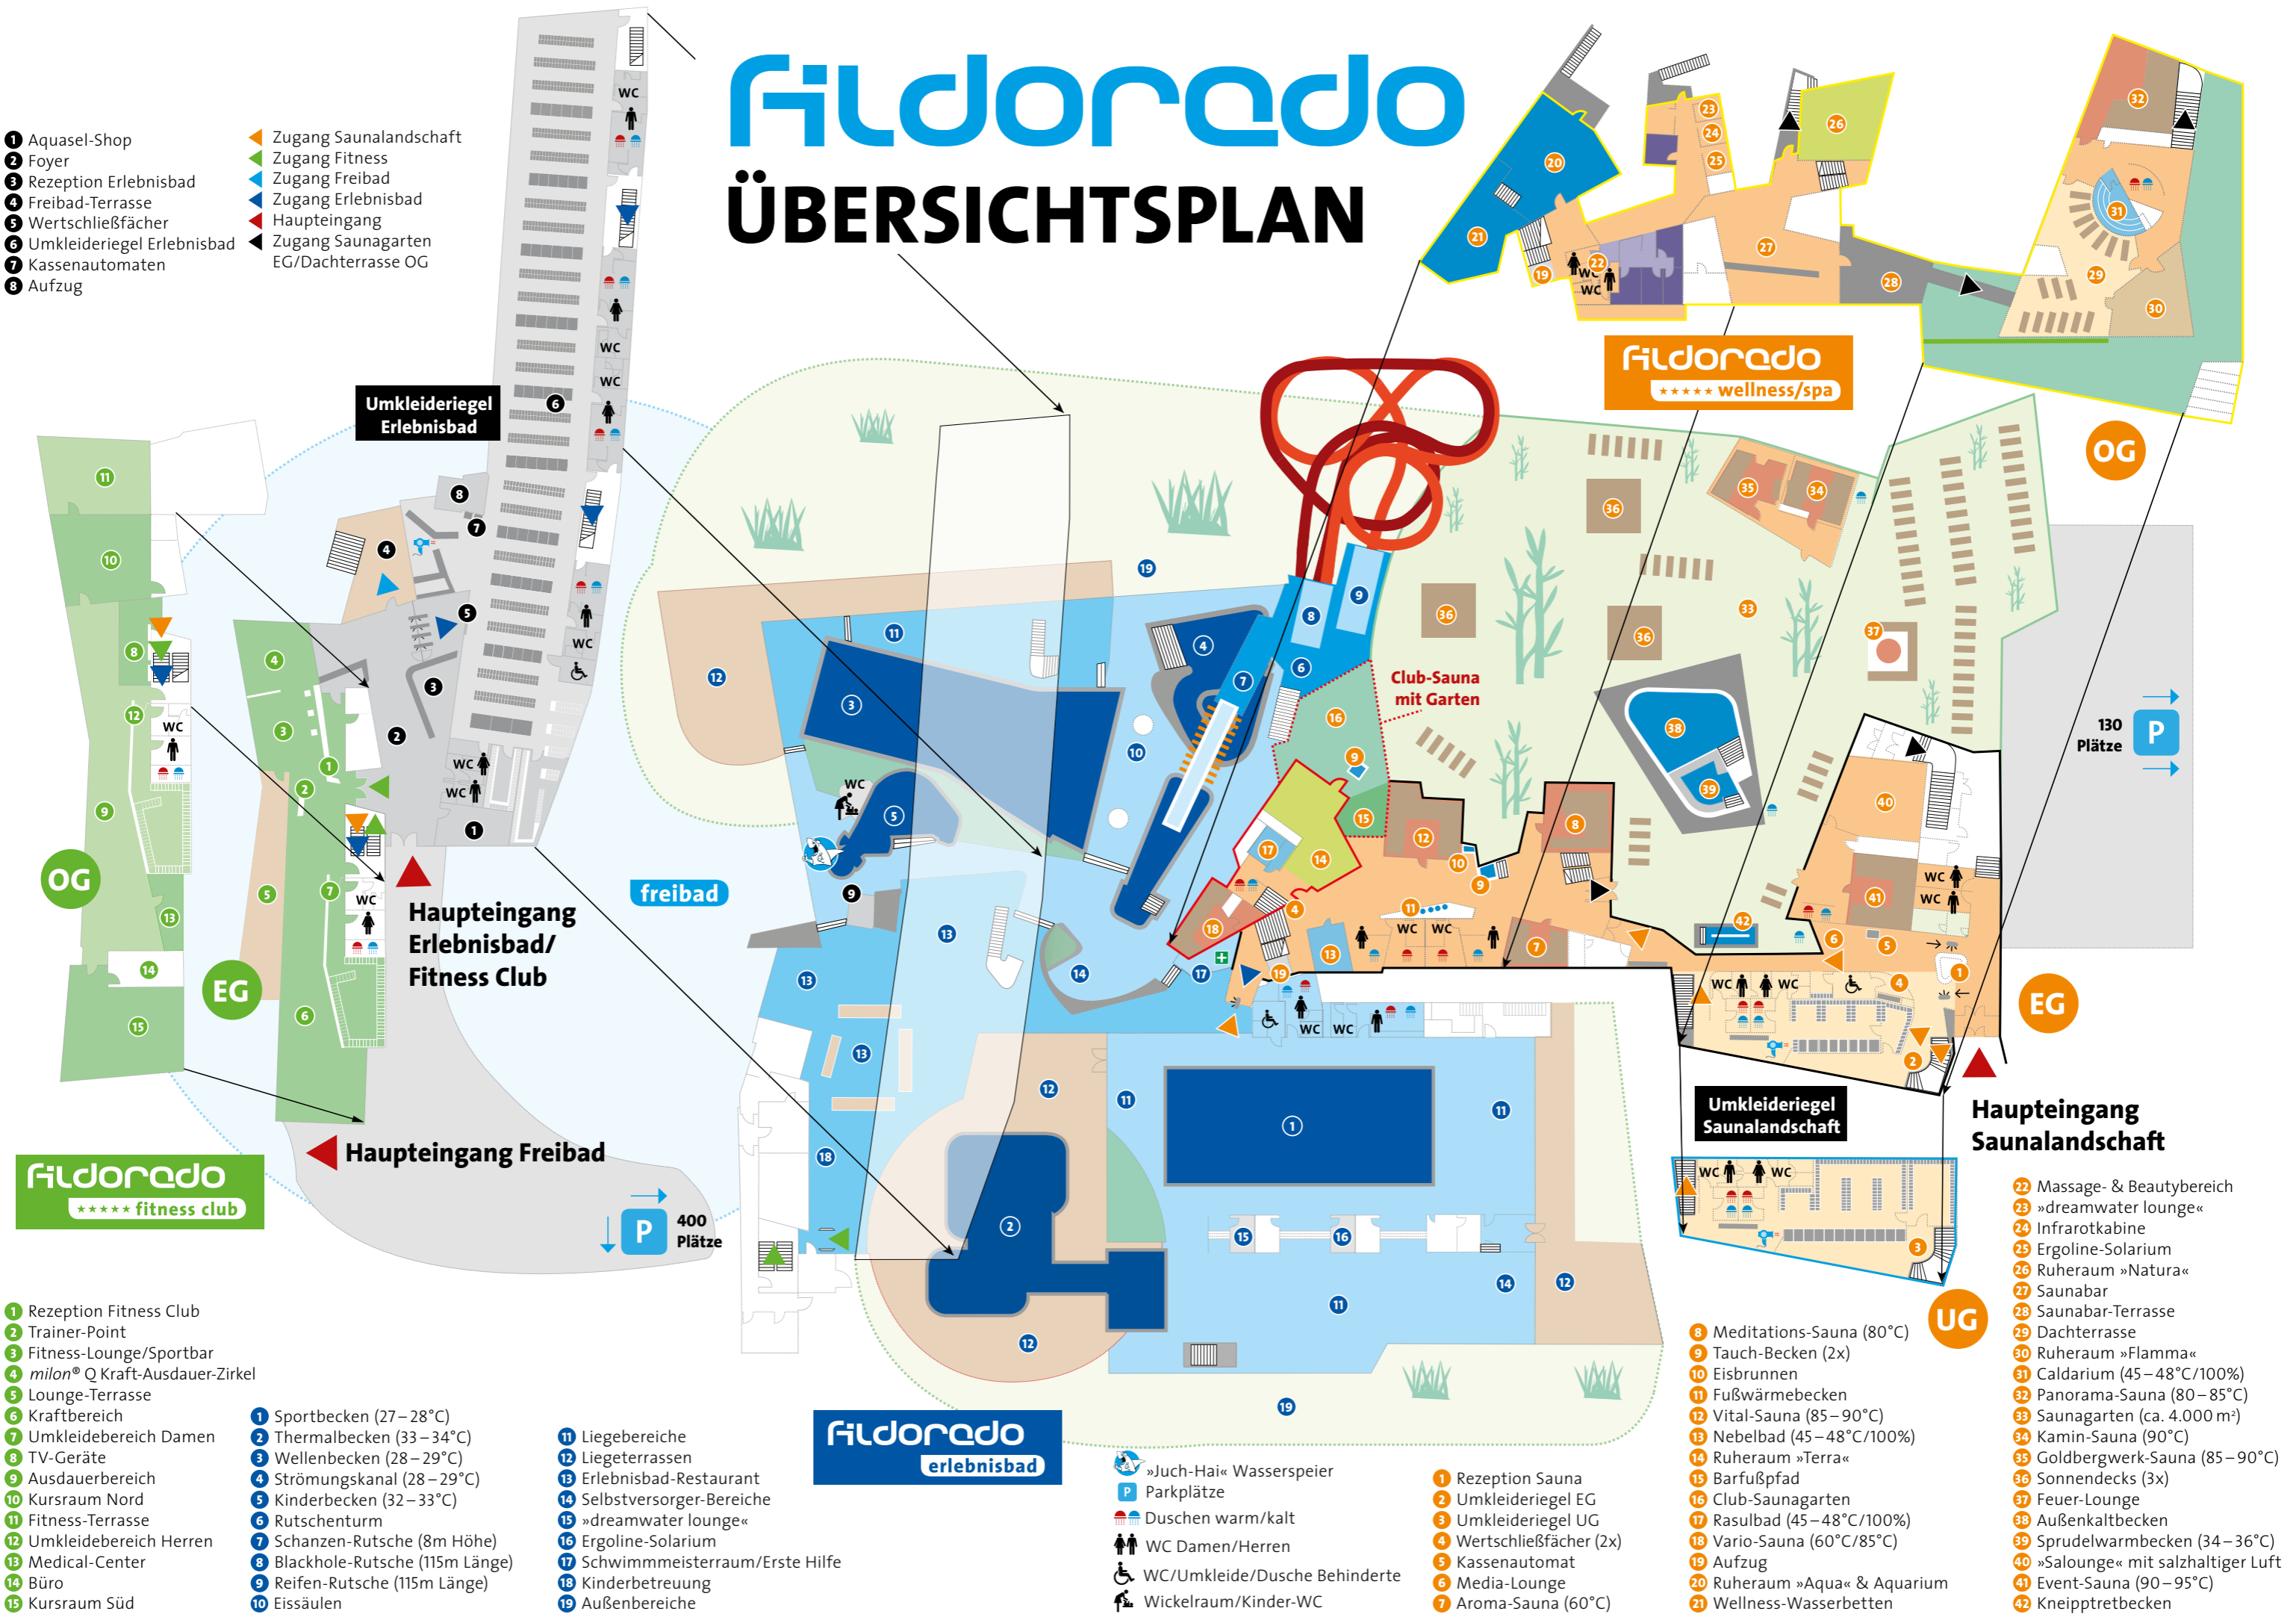 fildorado
ÜBERSICHTSPLAN
1 Aquasel-Shop
2 Foyer
3 Rezeption Erlebnisbad
4 Freibad-Terrasse
5 Wertschließfächer
6 Umkleideriegel Erlebnisbad
7 Kassenautomaten
8 Aufzug
Zugang Saunalandschaft
Zugang Fitness
Zugang Freibad
Zugang Erlebnisbad
Haupteingang
Zugang Saunagarten
EG/Dachterrasse OG
Umkleideriegel
Erlebnisbad
fildorado
★★★★★ wellness/spa
OG
Club-Sauna
mit Garten
130
Plätze
P
OG
EG
Haupteingang
Erlebnisbad/
Fitness Club
freibad
EG
Haupteingang Freibad
Umkleideriegel
Saunalandschaft
Haupteingang
Saunalandschaft
fildorado
★★★★★ fitness club
P
400
Plätze
UG
1 Rezeption Fitness Club
2 Trainer-Point
3 Fitness-Lounge/Sportbar
4 milon® Q Kraft-Ausdauer-Zirkel
5 Lounge-Terrasse
6 Kraftbereich
7 Umkleidebereich Damen
8 TV-Geräte
9 Ausdauerbereich
10 Kursraum Nord
11 Fitness-Terrasse
12 Umkleidebereich Herren
13 Medical-Center
14 Büro
15 Kursraum Süd
1 Sportbecken (27–28°C)
2 Thermalbecken (33–34°C)
3 Wellenbecken (28–29°C)
4 Strömungskanal (28–29°C)
5 Kinderbecken (32–33°C)
6 Rutschenturm
7 Schanzen-Rutsche (8m Höhe)
8 Blackhole-Rutsche (115m Länge)
9 Reifen-Rutsche (115m Länge)
10 Eissäulen
11 Liegebereiche
12 Liegeterrassen
13 Erlebnisbad-Restaurant
14 Selbstversorger-Bereiche
15 »dreamwater lounge«
16 Ergoline-Solarium
17 Schwimmmeisterraum/Erste Hilfe
18 Kinderbetreuung
19 Außenbereiche
fildorado
erlebnisbad
»Juch-Hai« Wasserspeier
P Parkplätze
Duschen warm/kalt
WC Damen/Herren
WC/Umkleide/Dusche Behinderte
Wickelraum/Kinder-WC
1 Rezeption Sauna
2 Umkleideriegel EG
3 Umkleideriegel UG
4 Wertschließfächer (2x)
5 Kassenautomat
6 Media-Lounge
7 Aroma-Sauna (60°C)
8 Meditations-Sauna (80°C)
9 Tauch-Becken (2x)
10 Eisbrunnen
11 Fußwärmebecken
12 Vital-Sauna (85–90°C)
13 Nebelbad (45–48°C/100%)
14 Ruheraum »Terra«
15 Barfußpfad
16 Club-Saunagarten
17 Rasulbad (45–48°C/100%)
18 Vario-Sauna (60°C/85°C)
19 Aufzug
20 Ruheraum »Aqua« & Aquarium
21 Wellness-Wasserbetten
22 Massage- & Beautybereich
23 »dreamwater lounge«
24 Infrarotkabine
25 Ergoline-Solarium
26 Ruheraum »Natura«
27 Saunabar
28 Saunabar-Terrasse
29 Dachterrasse
30 Ruheraum »Flamma«
31 Caldarium (45–48°C/100%)
32 Panorama-Sauna (80–85°C)
33 Saunagarten (ca. 4.000 m²)
34 Kamin-Sauna (90°C)
35 Goldbergwerk-Sauna (85–90°C)
36 Sonnendecks (3x)
37 Feuer-Lounge
38 Außenkaltbecken
39 Sprudelwarmbecken (34–36°C)
40 »Salounge« mit salzhaltiger Luft
41 Event-Sauna (90–95°C)
42 Kneipptretbecken